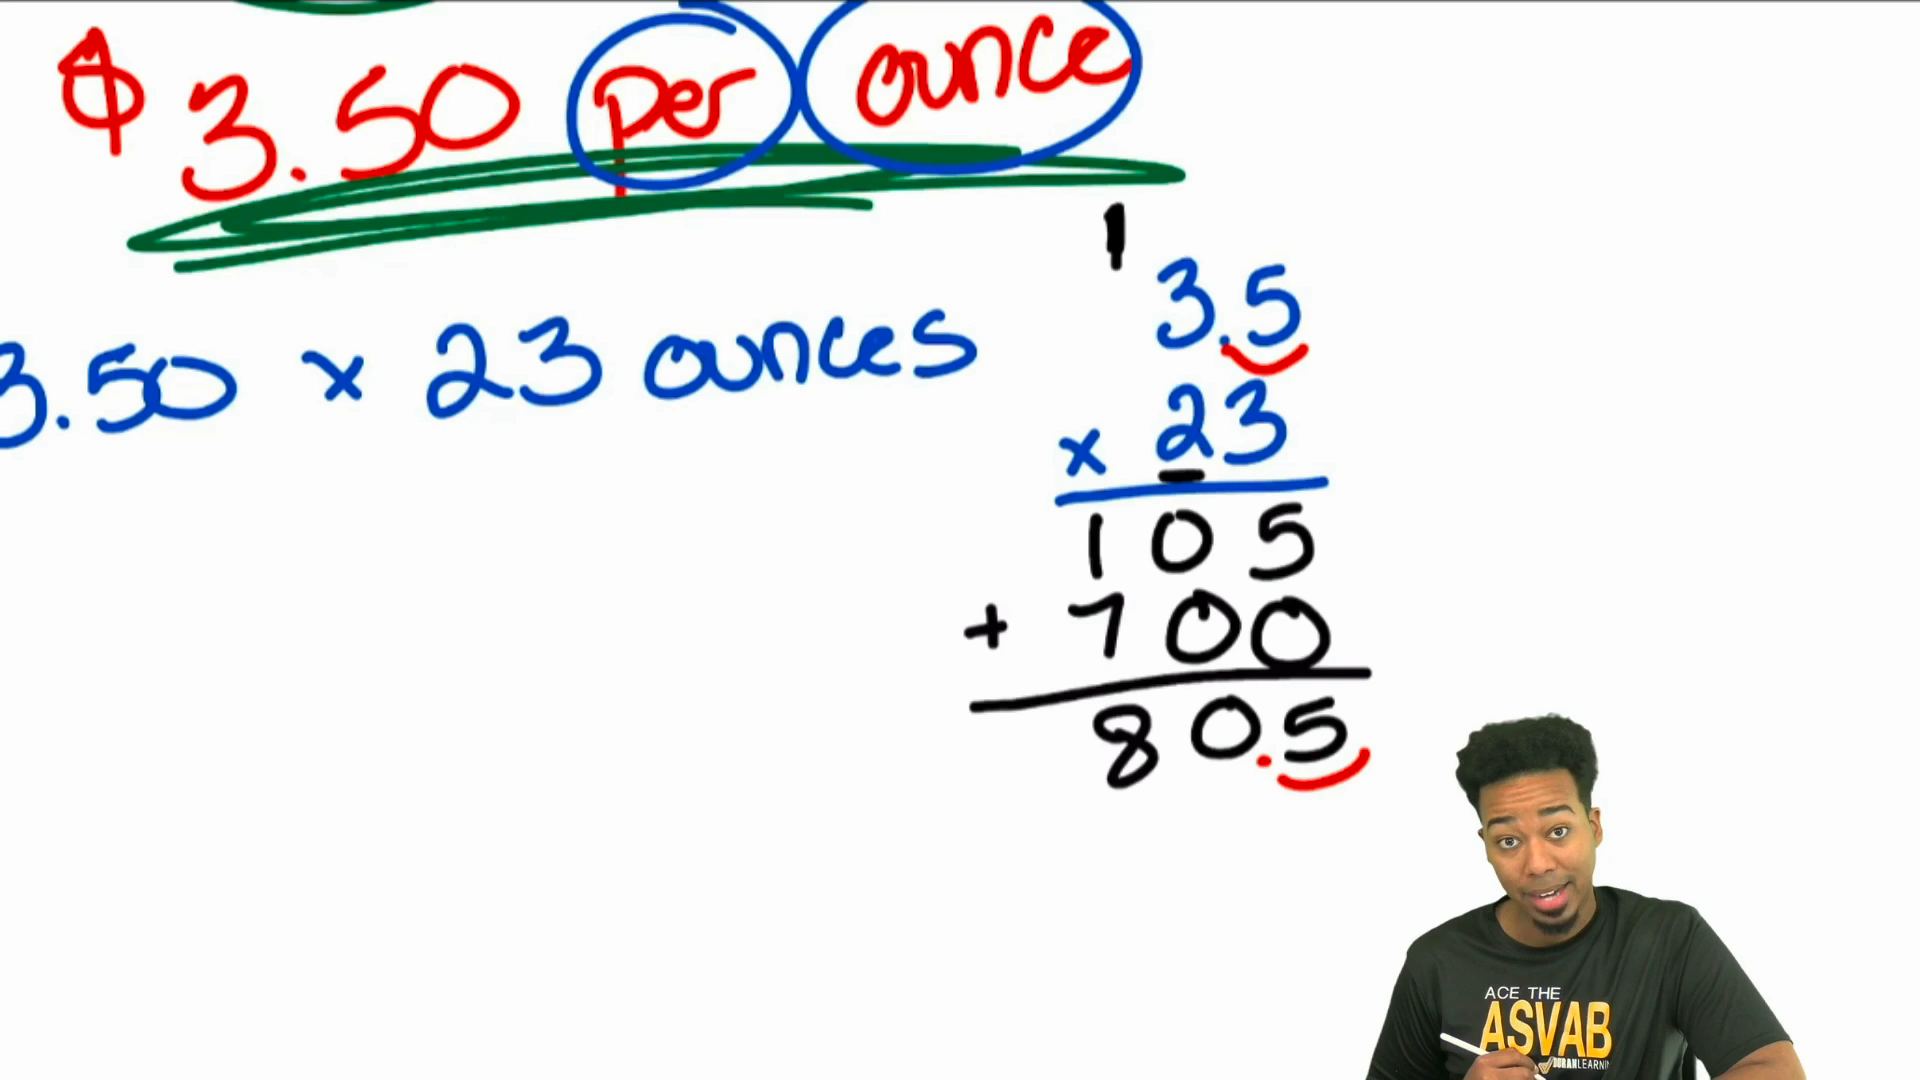 $3.50 per ounce
3.50 x 23 ounces
1
3.5
x 23
105
+ 700
80.5
ACE THE
ASVAB
DURANLEARNIN